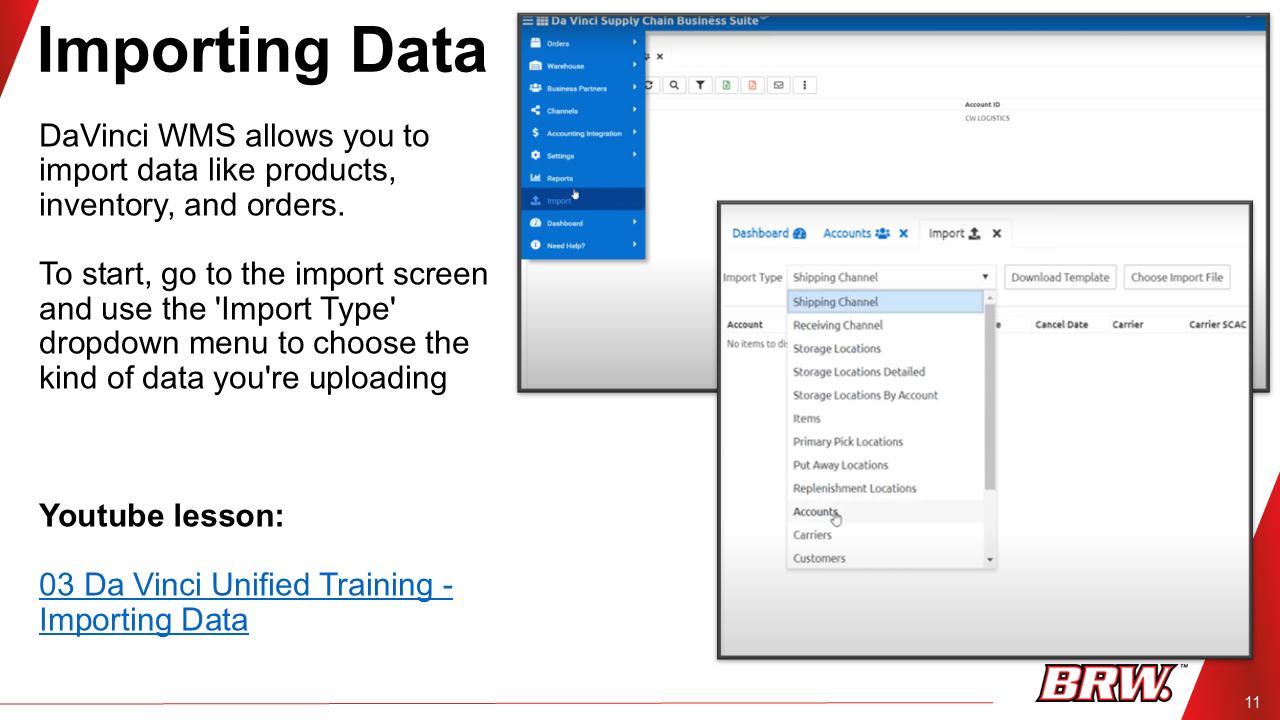 Importing Data
DaVinci WMS allows you to
import data like products,
inventory, and orders.
To start, go to the import screen
and use the 'Import Type'
dropdown menu to choose the
kind of data you're uploading
Youtube lesson:
03 Da Vinci Unified Training -
Importing Data
Da Vinci Supply Chain Business Suite
Orders
Warehouse
Business Partners
Channels
Accounting Integration
Settings
Reports
Import
Dashboard
Need Help?
Account ID
CW LOGISTICS
Dashboard Accounts Import
Import Type Shipping Channel Download Template Choose Import File
Shipping Channel
Receiving Channel
Storage Locations
Storage Locations Detailed
Storage Locations By Account
Items
Primary Pick Locations
Put Away Locations
Replenishment Locations
Accounts
Carriers
Customers
Account Cancel Date Carrier Carrier SCAC
No items to di
BRW.™
11